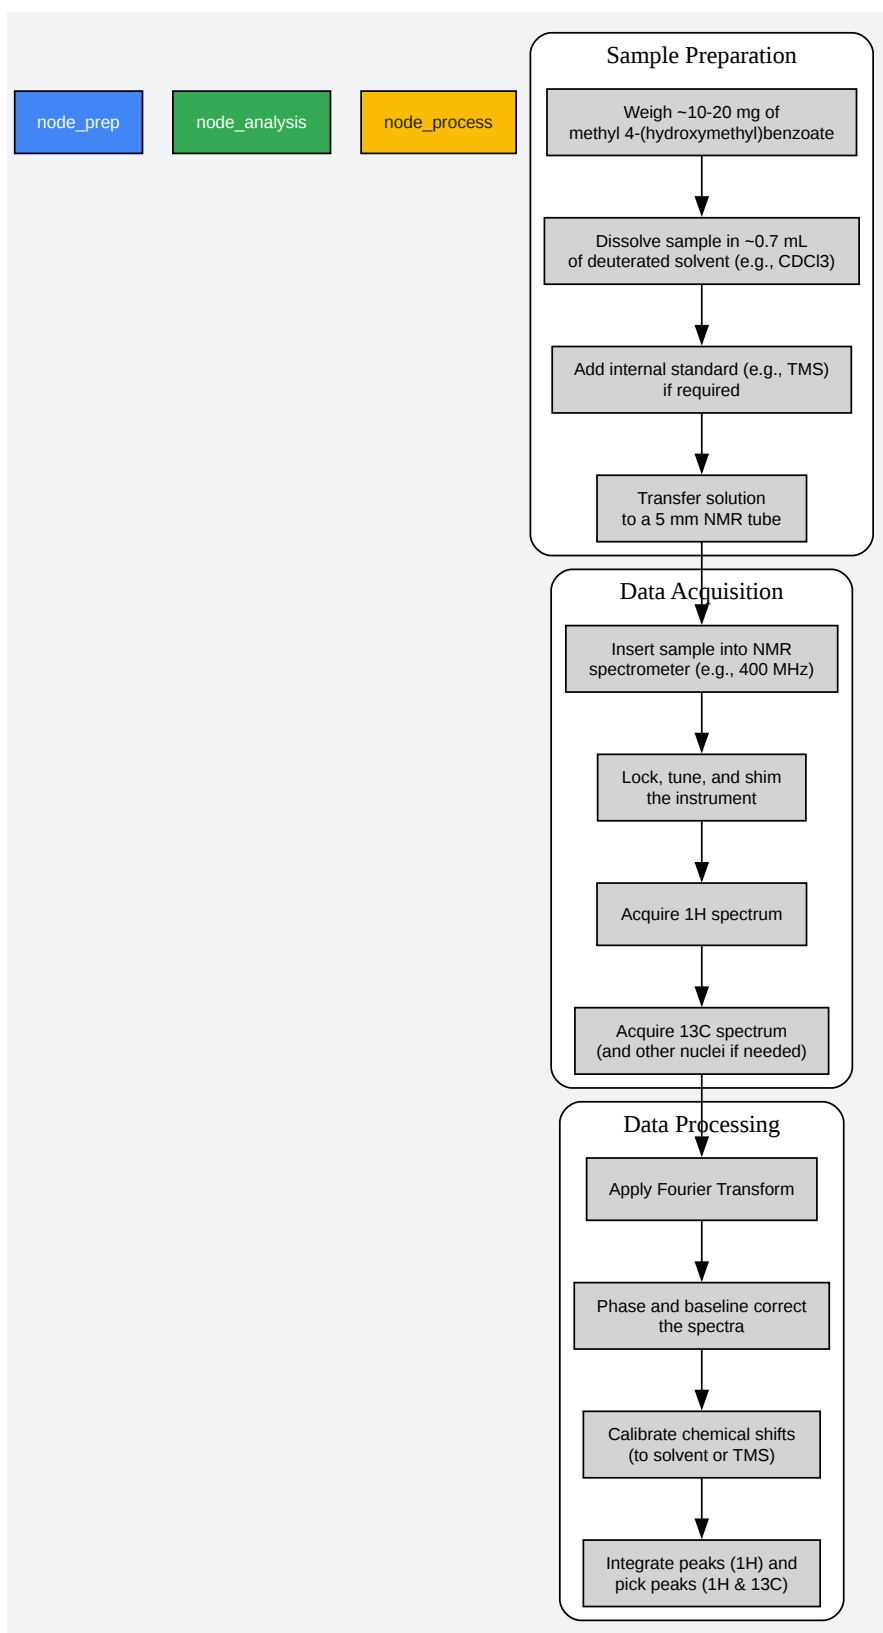 Sample Preparation
node_prep
node_analysis
node_process
Weigh ~10-20 mg of
methyl 4-(hydroxymethyl)benzoate
Dissolve sample in ~0.7 mL
of deuterated solvent (e.g., CDCl3)
Add internal standard (e.g., TMS)
if required
Transfer solution
to a 5 mm NMR tube
Data Acquisition
Insert sample into NMR
spectrometer (e.g., 400 MHz)
Lock, tune, and shim
the instrument
Acquire 1H spectrum
Acquire 13C spectrum
(and other nuclei if needed)
Data Processing
Apply Fourier Transform
Phase and baseline correct
the spectra
Calibrate chemical shifts
(to solvent or TMS)
Integrate peaks (1H) and
pick peaks (1H & 13C)